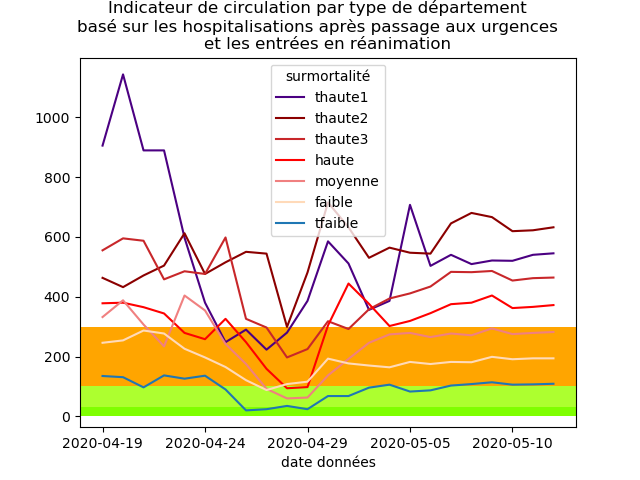 Indicateur de circulation par type de département
basé sur les hospitalisations après passage aux urgences
et les entrées en réanimation
surmortalité
thaute1
thaute2
thaute3
haute
moyenne
faible
tfaible
1000
800
600
400
200
0
2020-04-19
2020-04-24
2020-04-29
2020-05-05
2020-05-10
date données